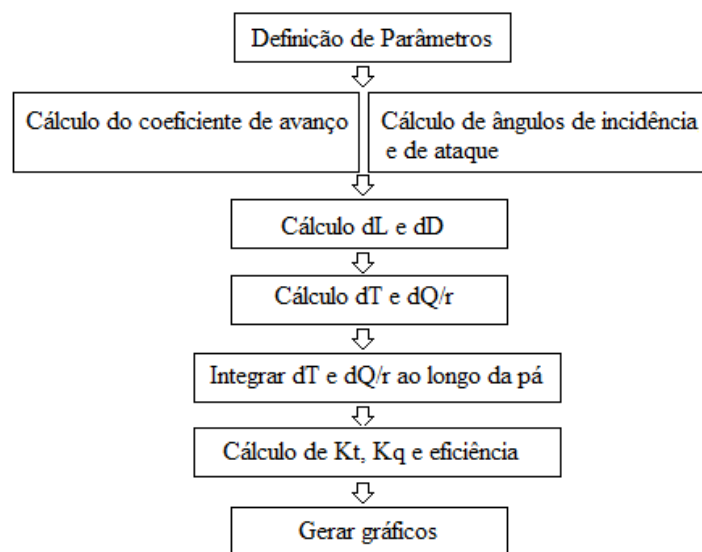 Definição de Parâmetros
Cálculo do coeficiente de avanço
Cálculo de ângulos de incidência
e de ataque
Cálculo dL e dD
Cálculo dT e dQ/r
Integrar dT e dQ/r ao longo da pá
Cálculo de Kt, Kq e eficiência
Gerar gráficos